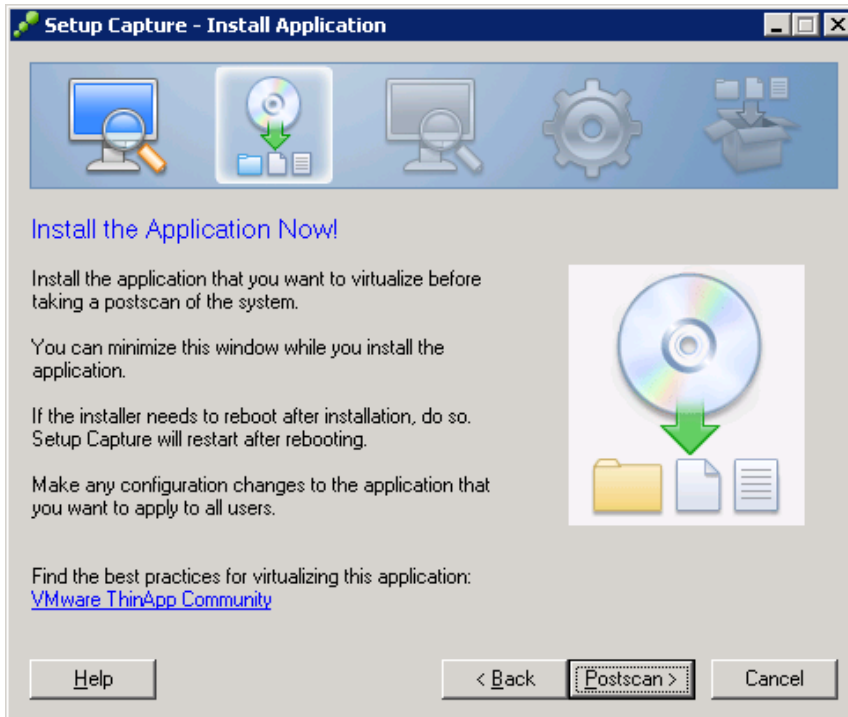 Setup Capture - Install Application
Install the Application Now!
Install the application that you want to virtualize before
taking a postscan of the system.
You can minimize this window while you install the
application.
If the installer needs to reboot after installation, do so.
Setup Capture will restart after rebooting.
Make any configuration changes to the application that
you want to apply to all users.
Find the best practices for virtualizing this application:
VMware ThinApp Community
Help
< Back
Postscan >
Cancel